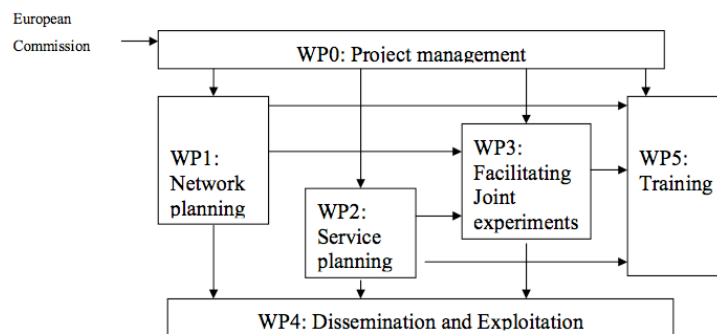 European
Commission
WP0: Project management
WP1:
Network
planning
WP2:
Service
planning
WP3:
Facilitating
Joint
experiments
WP5:
Training
WP4: Dissemination and Exploitation